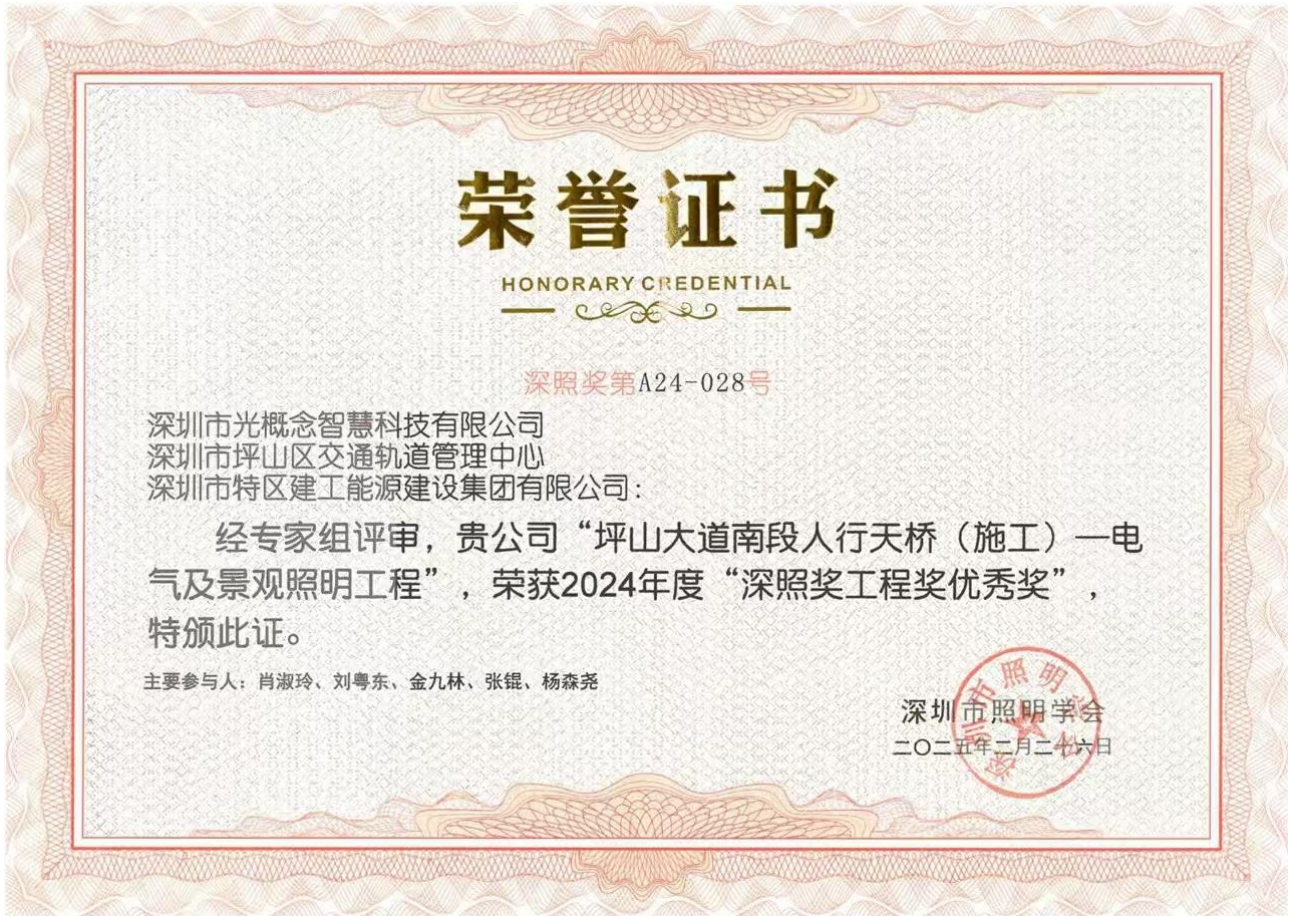 荣誉证书
HONORARY CREDENTIAL
深照奖第A24-028号
深圳市光概念智慧科技有限公司
深圳市坪山区交通轨道管理中心
深圳市特区建工能源建设集团有限公司：
经专家组评审，贵公司“坪山大道南段人行天桥（施工）—电
气及景观照明工程”，荣获2024年度“深照奖工程奖优秀奖”，
特颁此证。
主要参与人：肖淑玲、刘粤东、金九林、张锟、杨森尧
深圳市照明学会
二〇二五年二月二十六日
深圳市照明学会